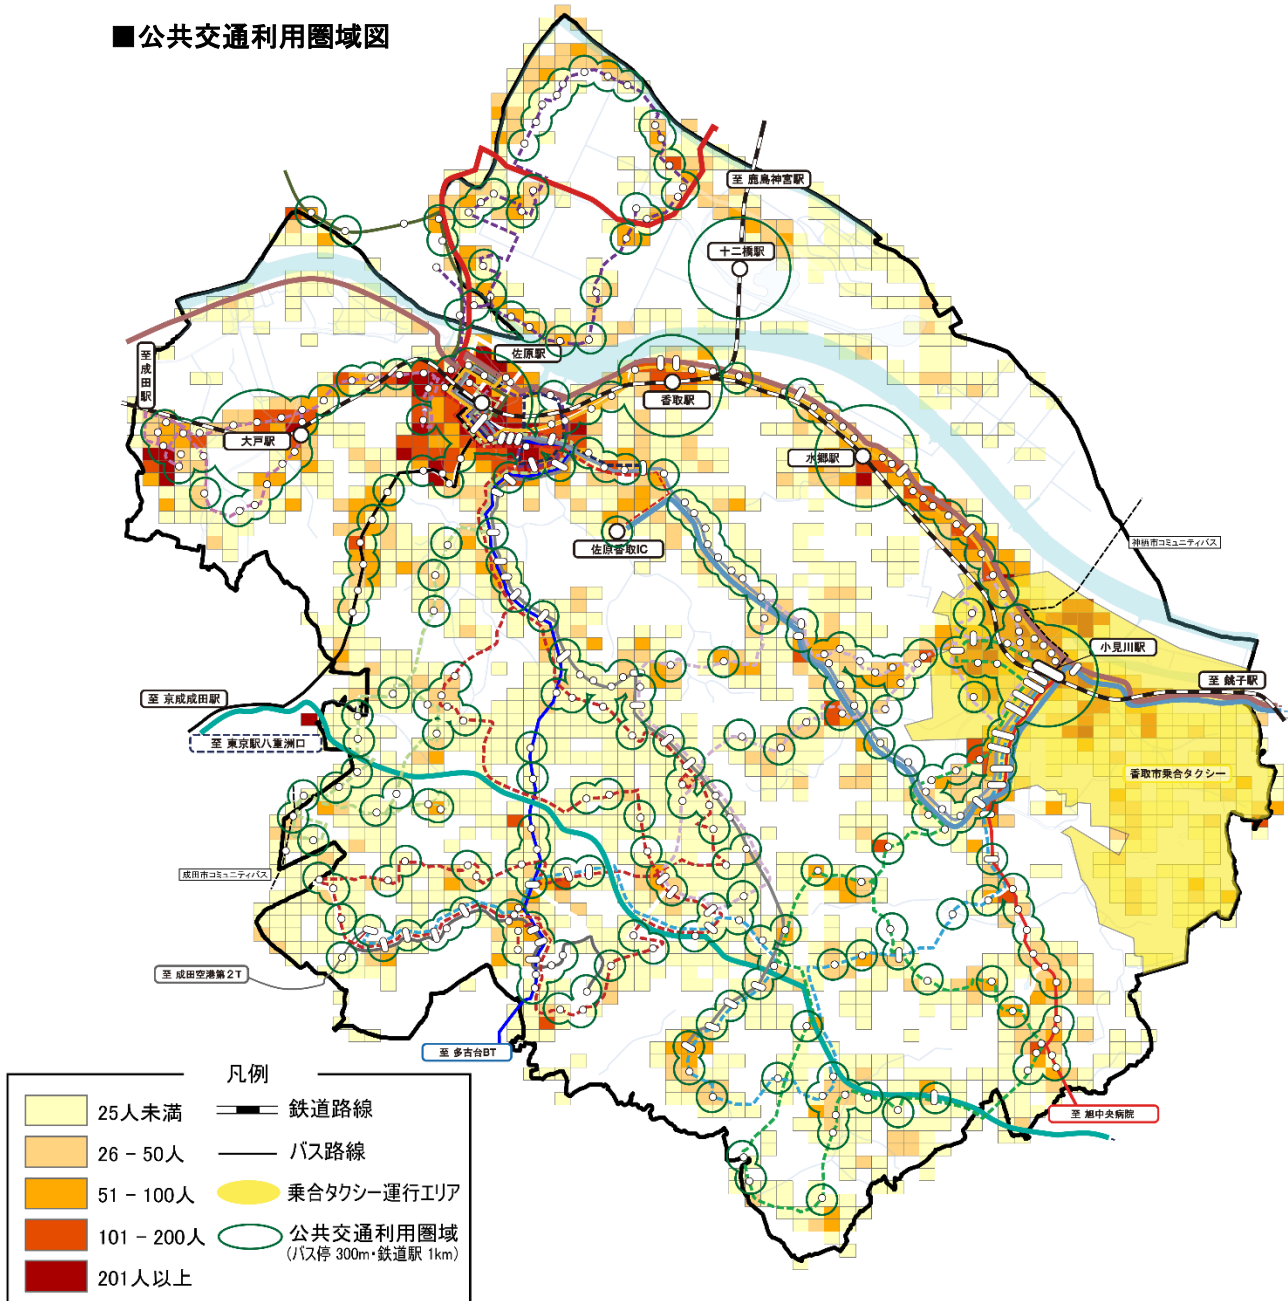 ■公共交通利用圏域図
至 鹿島神宮駅
十二橋駅
至成田駅
佐原駅
香取駅
大戸駅
水郷駅
佐原香取IC
神栖市コミュニティバス
小見川駅
至 銚子駅
至 京成成田駅
至 東京駅八重洲口
香取市乗合タクシー
成田市コミュニティバス
至 成田空港第2T
至 多古台BT
至 旭中央病院
凡例
25人未満
26 - 50人
51 - 100人
101 - 200人
201人以上
鉄道路線
バス路線
乗合タクシー運行エリア
公共交通利用圏域
(バス停 300m・鉄道駅 1km)